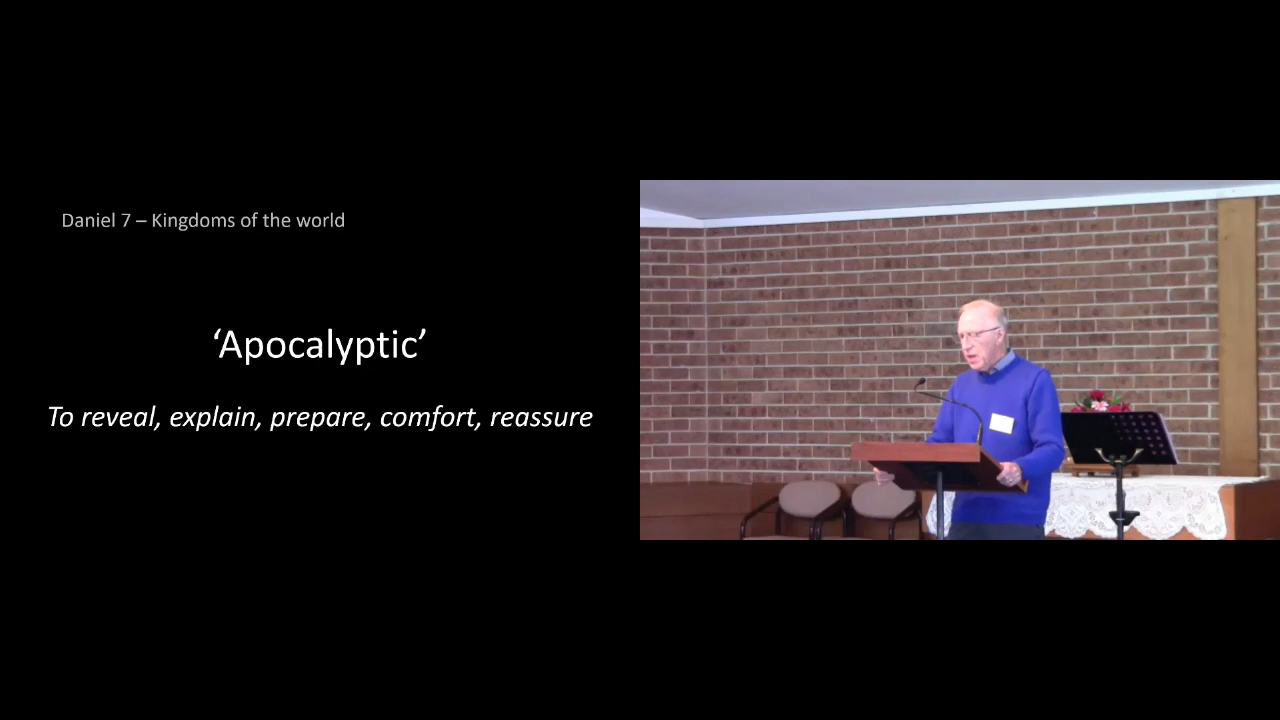 Daniel 7 – Kingdoms of the world
‘Apocalyptic’
To reveal, explain, prepare, comfort, reassure